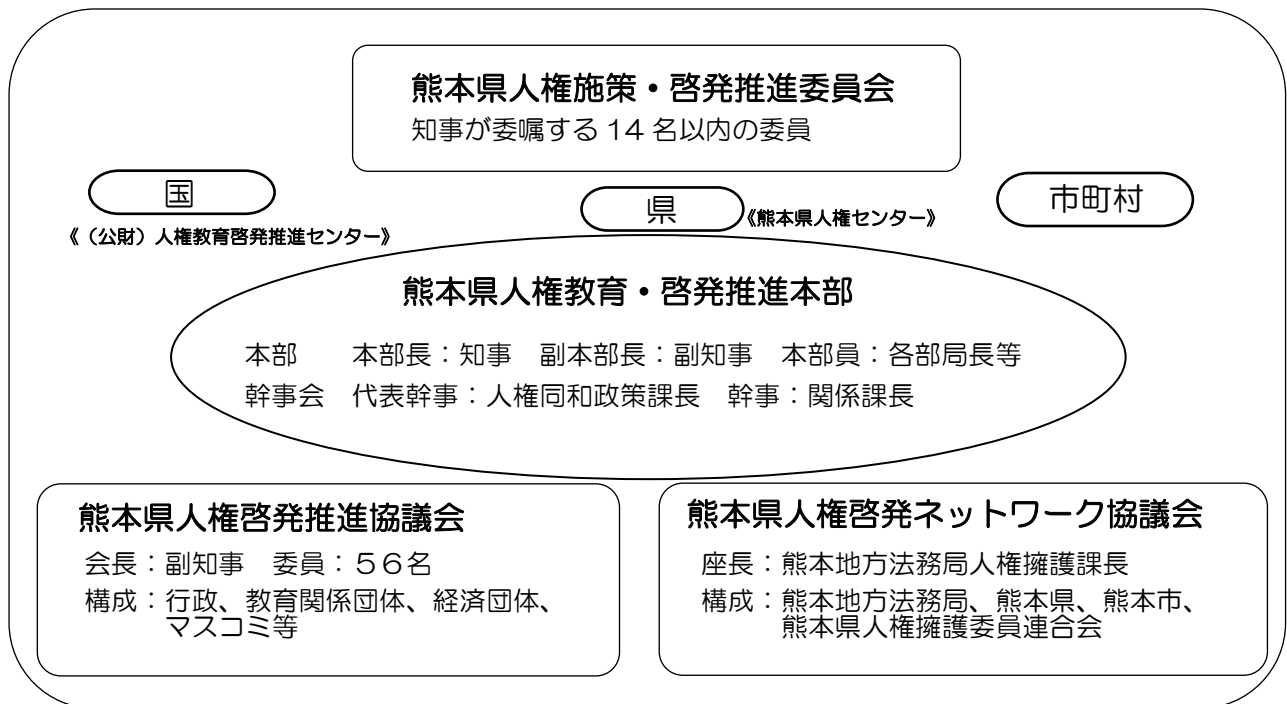 熊本県人権施策・啓発推進委員会
知事が委嘱する14名以内の委員
国
《（公財）人権教育啓発推進センター》
県
《熊本県人権センター》
市町村
熊本県人権教育・啓発推進本部
本部　　本部長：知事　副本部長：副知事　本部員：各部局長等
幹事会　代表幹事：人権同和政策課長　幹事：関係課長
熊本県人権啓発推進協議会
会長：副知事　委員：５６名
構成：行政、教育関係団体、経済団体、
マスコミ等
熊本県人権啓発ネットワーク協議会
座長：熊本地方法務局人権擁護課長
構成：熊本地方法務局、熊本県、熊本市、
熊本県人権擁護委員連合会